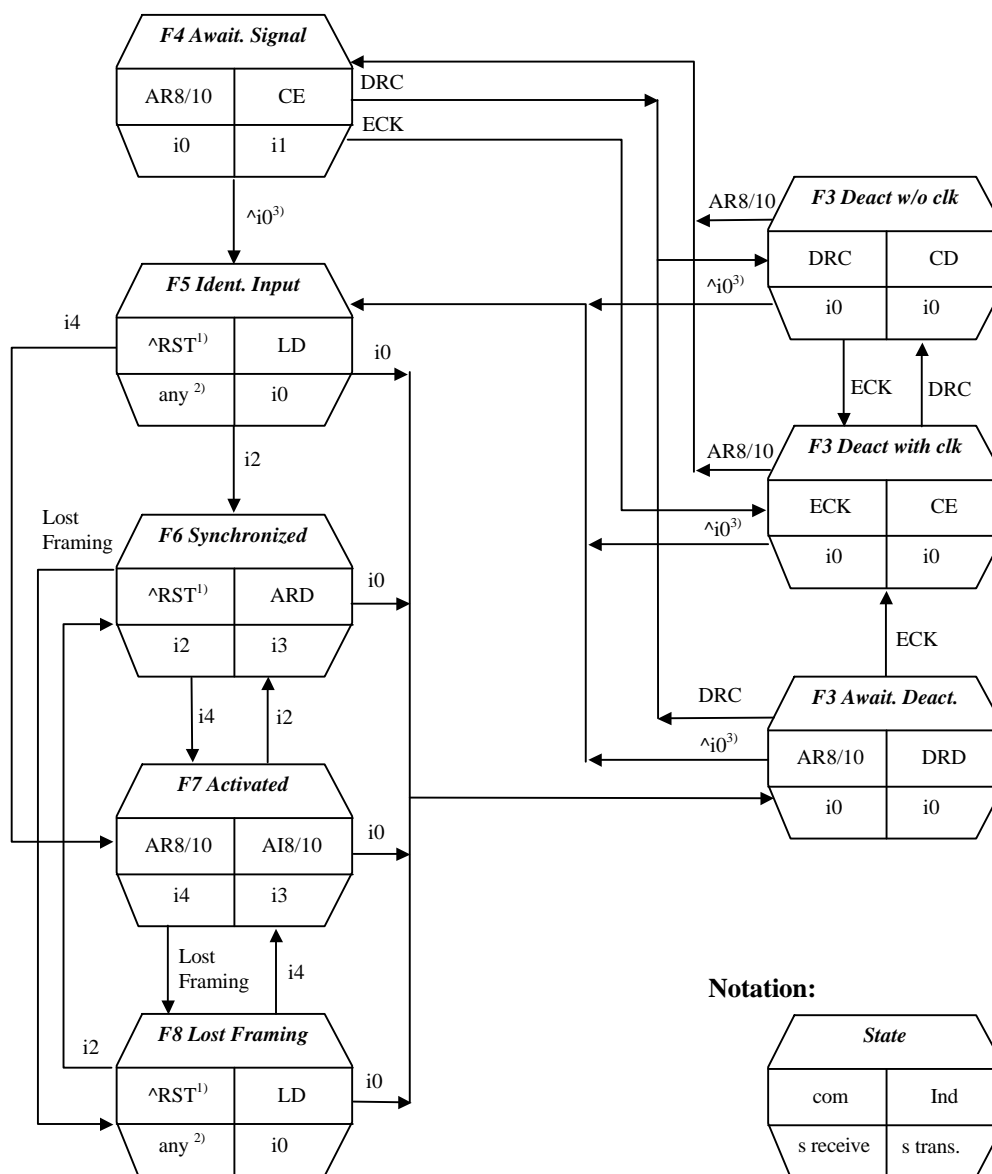 F4 Await. Signal
AR8/10 CE
i0 i1
DRC
ECK
^i0³⁾
F5 Ident. Input
^RST¹⁾ LD
any ²⁾ i0
i4
i0
i2
Lost
Framing
F6 Synchronized
^RST¹⁾ ARD
i2 i3
i0
i4
i2
F7 Activated
AR8/10 AI8/10
i4 i3
i0
Lost
Framing
i4
F8 Lost Framing
^RST¹⁾ LD
any ²⁾ i0
i2
i0
F3 Deact w/o clk
DRC CD
i0 i0
AR8/10
^i0³⁾
ECK
DRC
F3 Deact with clk
ECK CE
i0 i0
AR8/10
^i0³⁾
ECK
F3 Await. Deact.
AR8/10 DRD
i0 i0
DRC
^i0³⁾
Notation:
State
com Ind
s receive s trans.